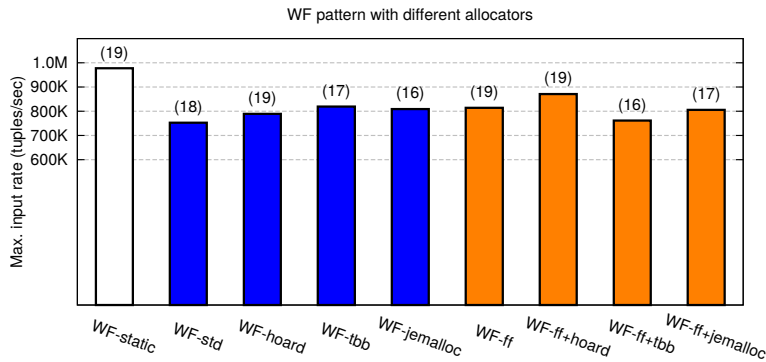 WF pattern with different allocators
Max. input rate (tuples/sec)
1.0M
900K
800K
700K
600K
(19)
(18)
(19)
(17)
(16)
(19)
(19)
(16)
(17)
WF-static
WF-std
WF-hoard
WF-tbb
WF-jemalloc
WF-ff
WF-ff+hoard
WF-ff+tbb
WF-ff+jemalloc